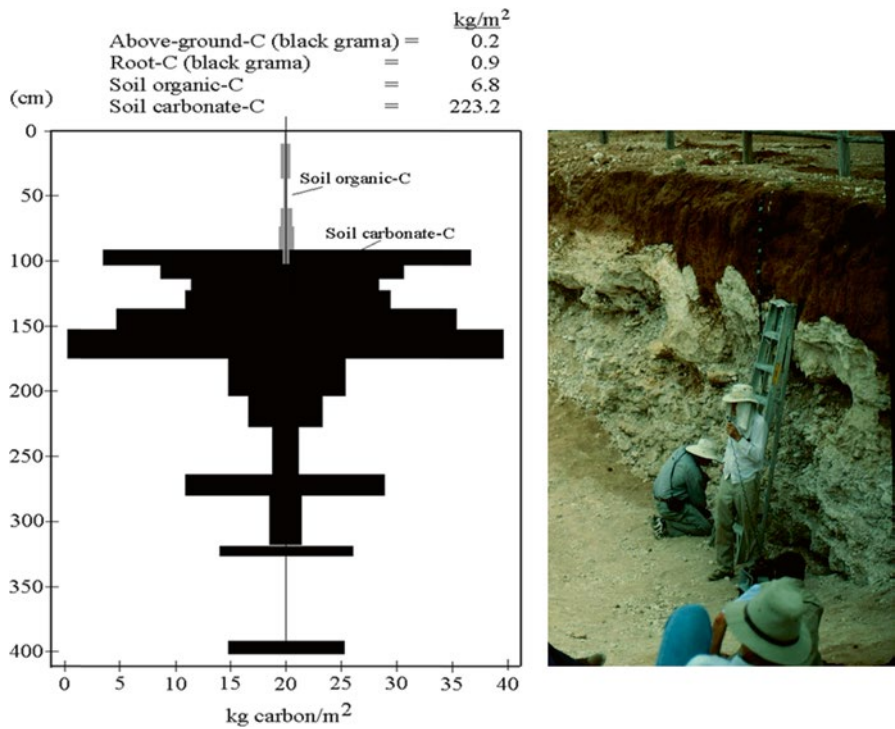 kg/m²
Above-ground-C (black grama) = 0.2
Root-C (black grama) = 0.9
Soil organic-C = 6.8
Soil carbonate-C = 223.2
(cm)
0
50
Soil organic-C
Soil carbonate-C
100
150
200
250
300
350
400
0 5 10 15 20 25 30 35 40
kg carbon/m²